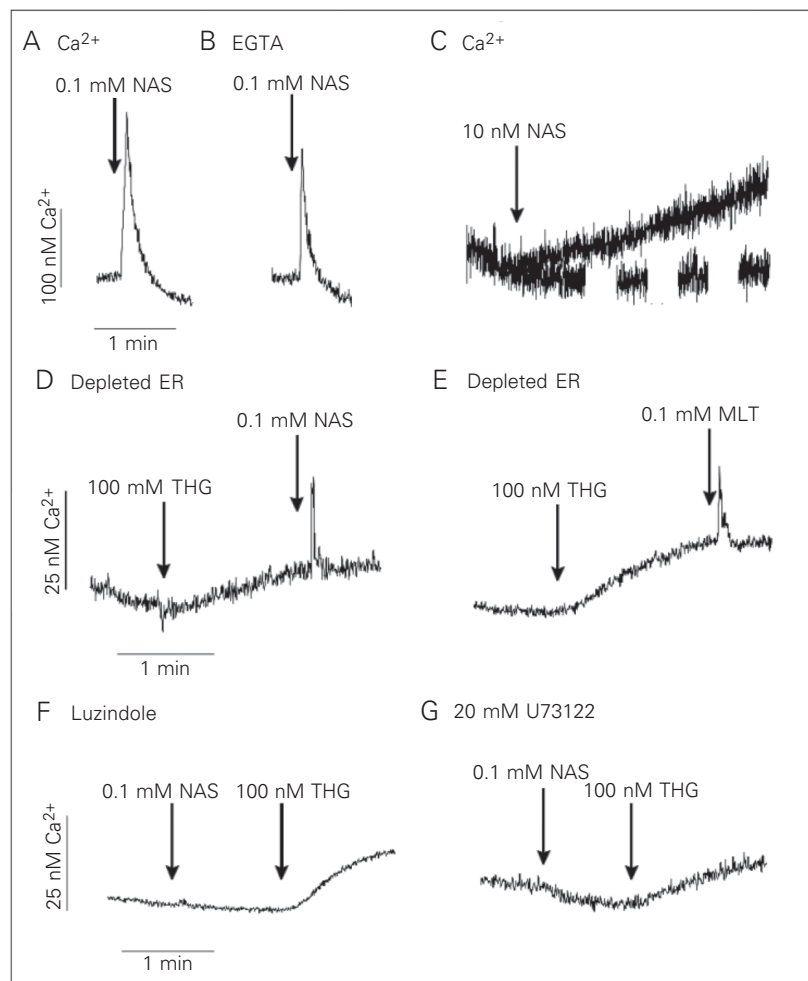 A Ca²⁺
B EGTA
C Ca²⁺
0.1 mM NAS
0.1 mM NAS
10 nM NAS
100 nM Ca²⁺
1 min
D Depleted ER
E Depleted ER
0.1 mM NAS
0.1 mM MLT
100 mM THG
100 nM THG
25 nM Ca²⁺
1 min
F Luzindole
G 20 mM U73122
0.1 mM NAS
100 nM THG
0.1 mM NAS
100 nM THG
25 nM Ca²⁺
1 min